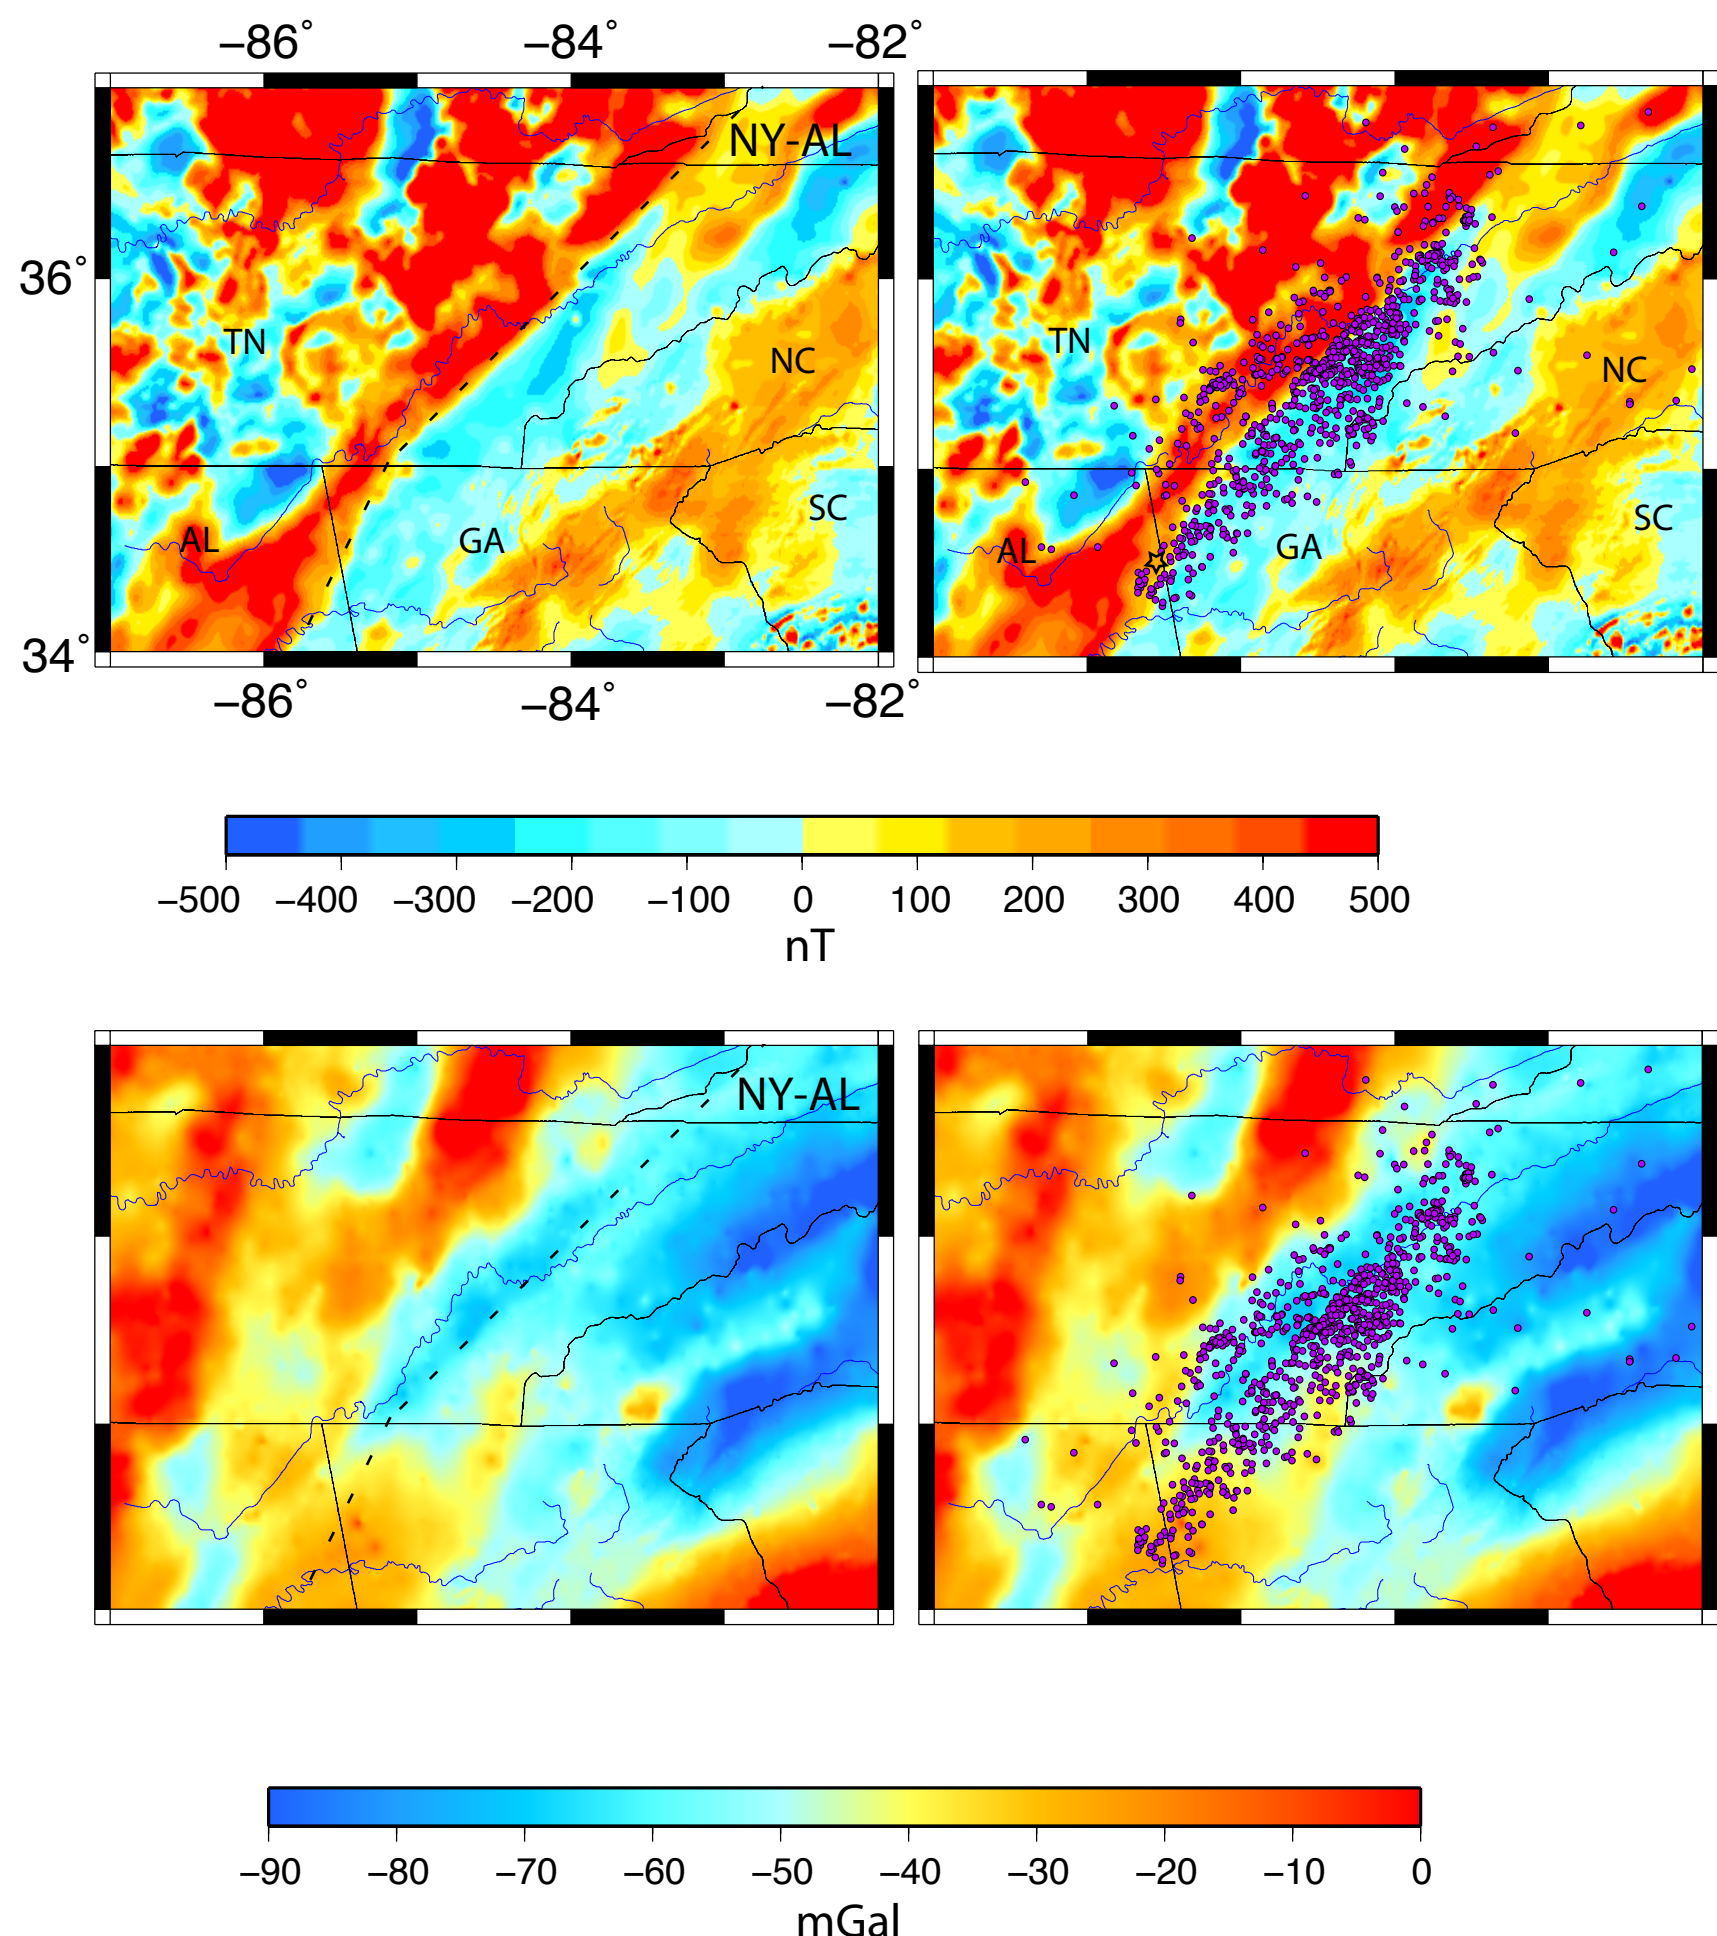 −86° −84° −82°
NY-AL
36°
TN
TN
NC
NC
SC
SC
AL
GA
AL
GA
34°
−86° −84° −82°
−500 −400 −300 −200 −100 0 100 200 300 400 500
nT
NY-AL
−90 −80 −70 −60 −50 −40 −30 −20 −10 0
mGal